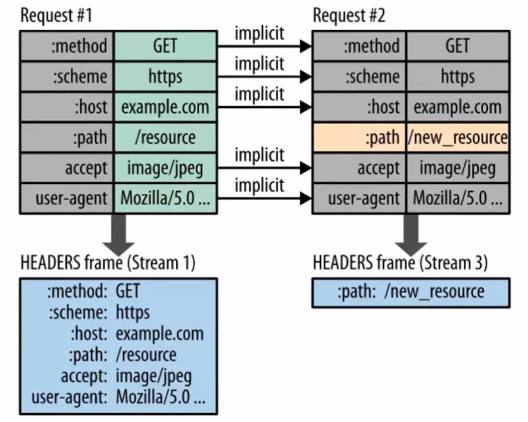 Request #1
:method GET
:scheme https
:host example.com
:path /resource
accept image/jpeg
user-agent Mozilla/5.0 ...
implicit
implicit
implicit
implicit
implicit
Request #2
:method GET
:scheme https
:host example.com
:path /new_resource
accept image/jpeg
user-agent Mozilla/5.0 ...
HEADERS frame (Stream 1)
:method: GET
:scheme: https
:host: example.com
:path: /resource
accept: image/jpeg
user-agent: Mozilla/5.0 ...
HEADERS frame (Stream 3)
:path: /new_resource